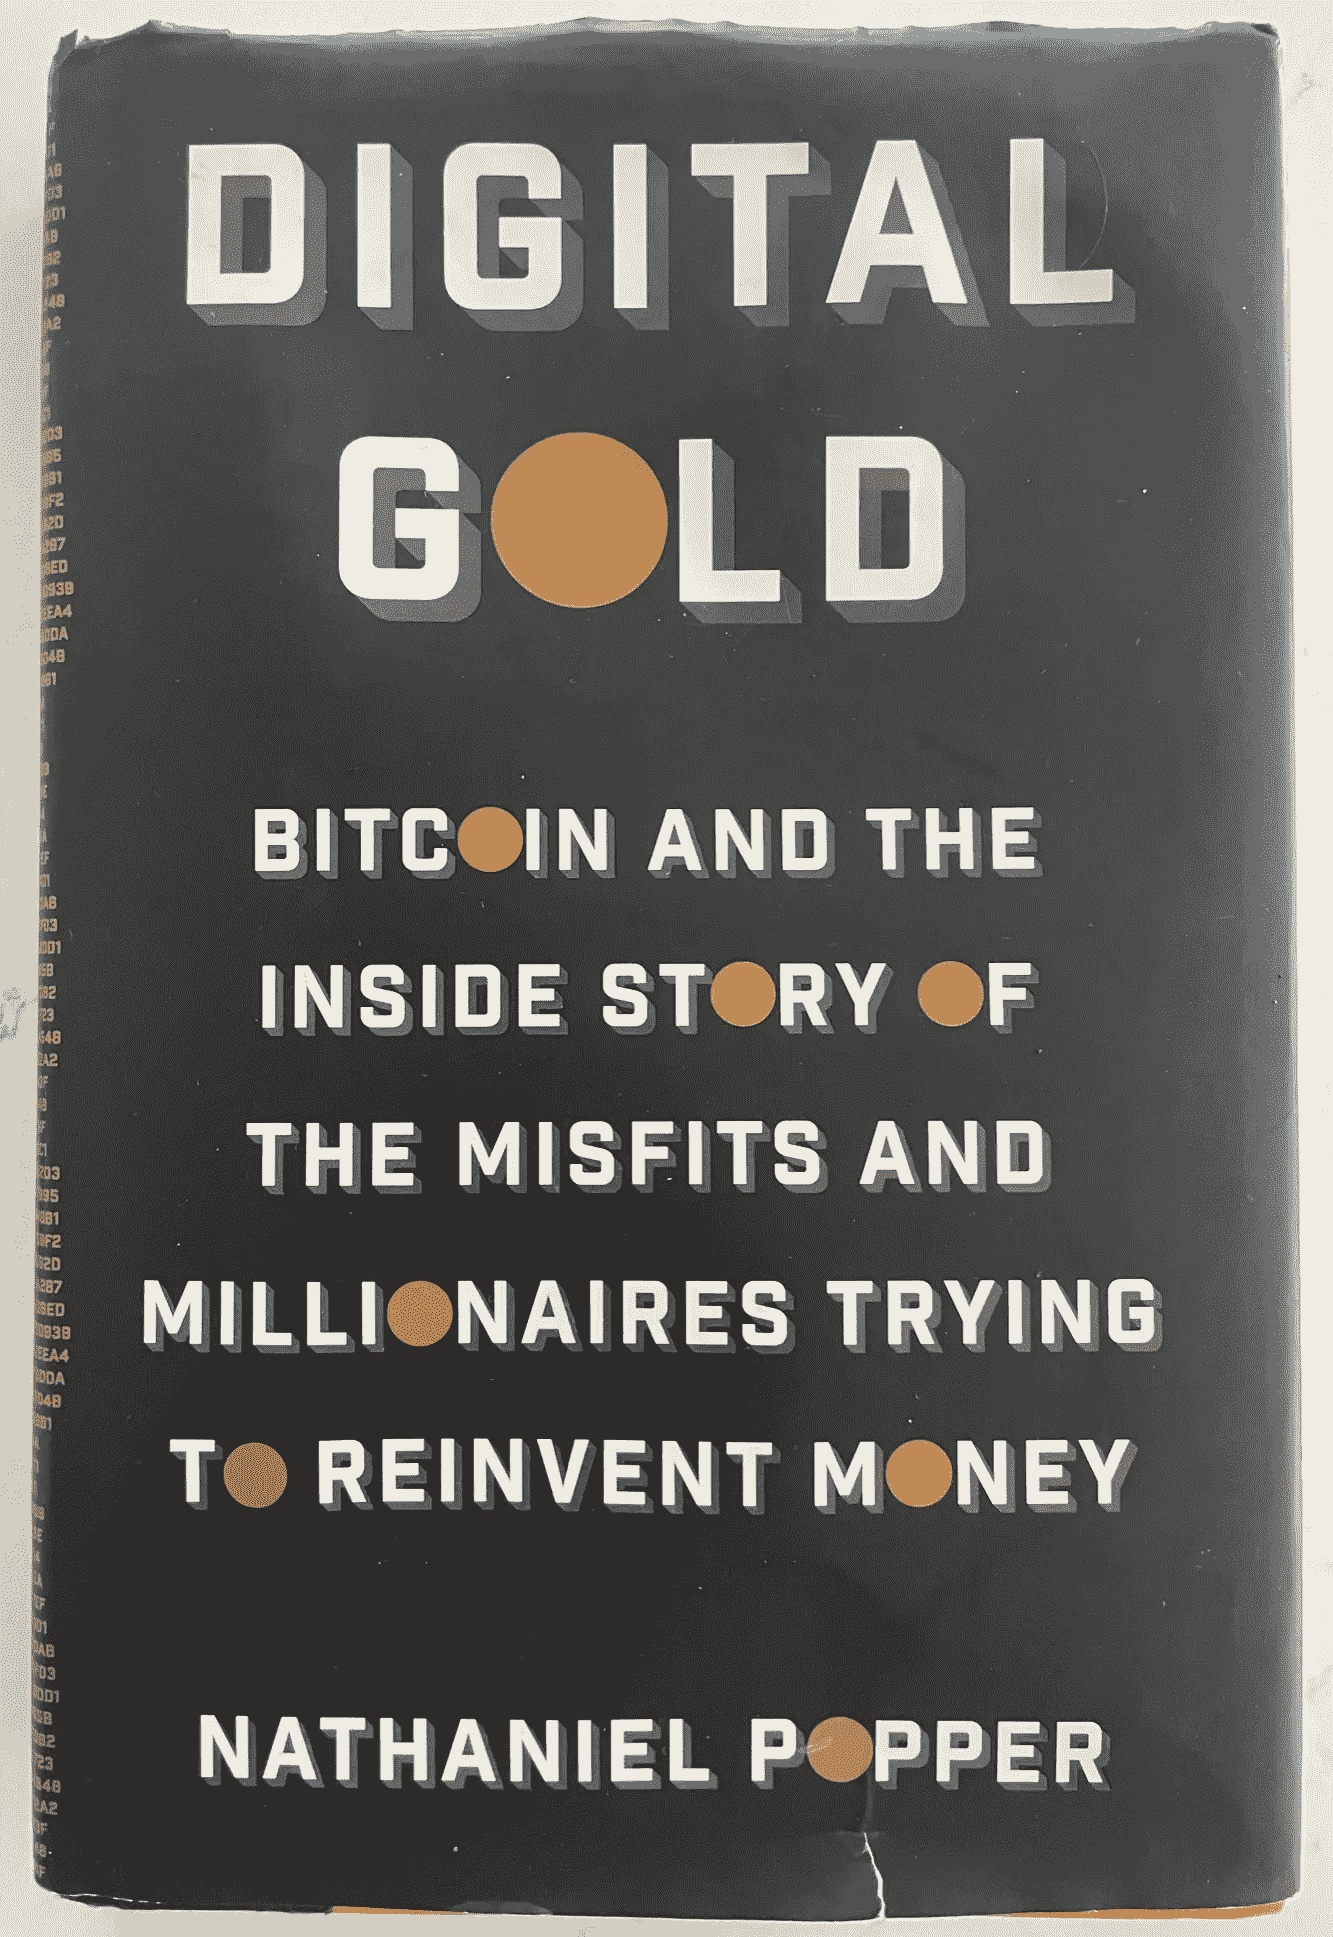 DIGITAL
GOLD
BITCOIN AND THE
INSIDE STORY OF
THE MISFITS AND
MILLIONAIRES TRYING
TO REINVENT MONEY
NATHANIEL POPPER